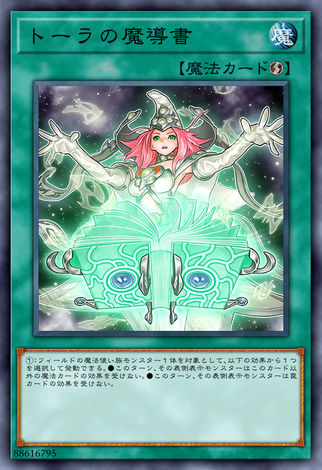 トーラの魔導書
魔
【魔法カード】
①：フィールドの魔法使い族モンスター１体を対象として、以下の効果から１つ
を選択して発動できる。●このターン、その表側表示モンスターはこのカード以
外の魔法カードの効果を受けない。●このターン、その表側表示モンスターは罠
カードの効果を受けない。
88616795